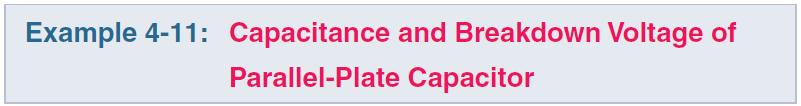 Example 4-11: Capacitance and Breakdown Voltage of
Parallel-Plate Capacitor